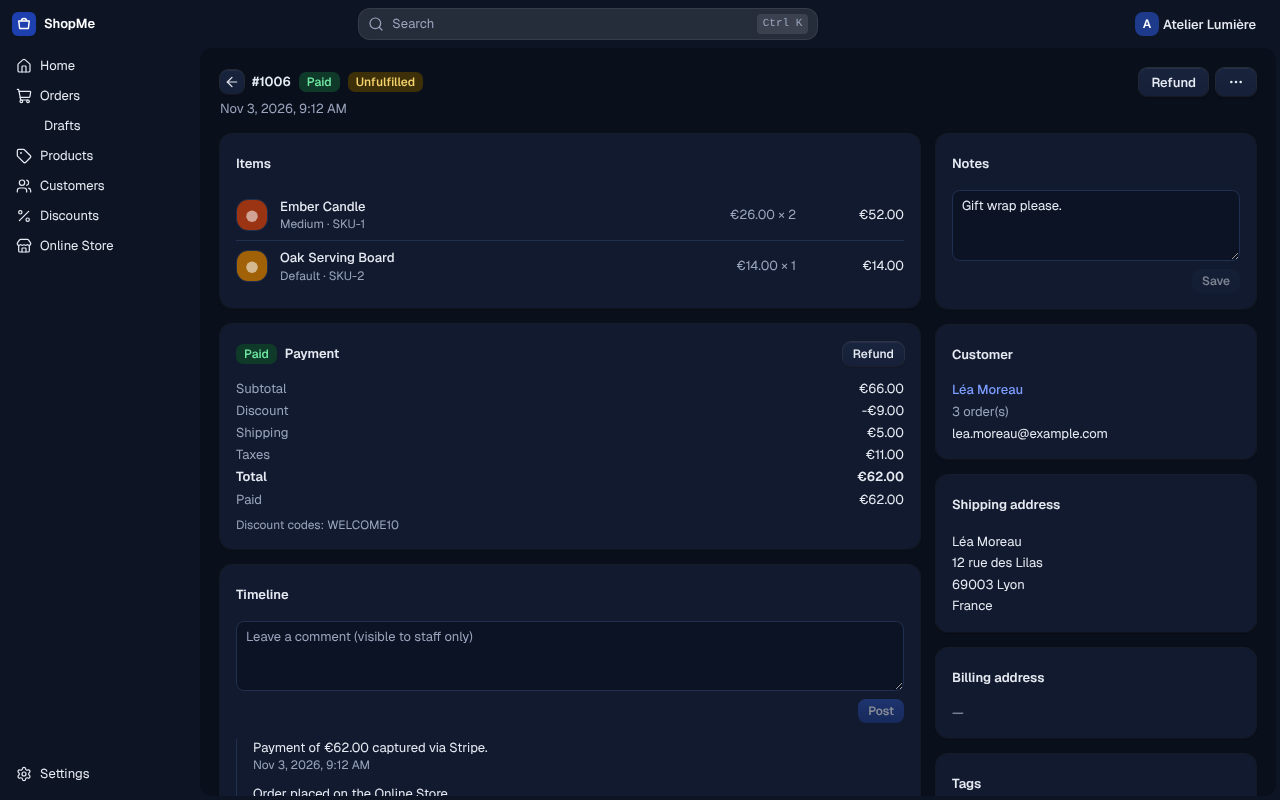 ShopMe
Search
Ctrl K
A
Atelier Lumière
Home
Orders
Drafts
Products
Customers
Discounts
Online Store
Settings
#1006
Paid
Unfulfilled
Nov 3, 2026, 9:12 AM
Refund
Items
Ember Candle
Medium · SKU-1
€26.00 × 2
€52.00
Oak Serving Board
Default · SKU-2
€14.00 × 1
€14.00
Paid
Payment
Refund
Subtotal
€66.00
Discount
-€9.00
Shipping
€5.00
Taxes
€11.00
Total
€62.00
Paid
€62.00
Discount codes: WELCOME10
Timeline
Leave a comment (visible to staff only)
Post
Payment of €62.00 captured via Stripe.
Nov 3, 2026, 9:12 AM
Order placed on the Online Store
Notes
Gift wrap please.
Save
Customer
Léa Moreau
3 order(s)
lea.moreau@example.com
Shipping address
Léa Moreau
12 rue des Lilas
69003 Lyon
France
Billing address
—
Tags